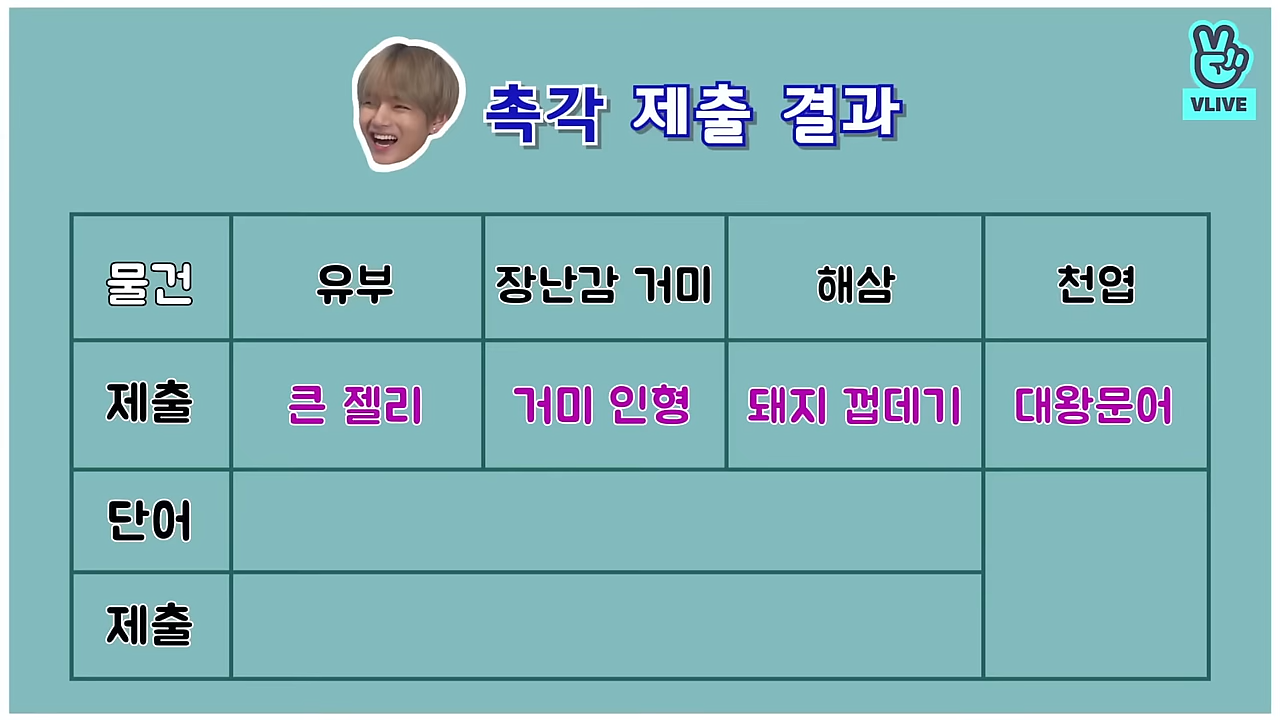 촉각 제출 결과
VLIVE
물건 유부 장난감 거미 해삼 천엽
제출 큰 젤리 거미 인형 돼지 껍데기 대왕문어
단어
제출